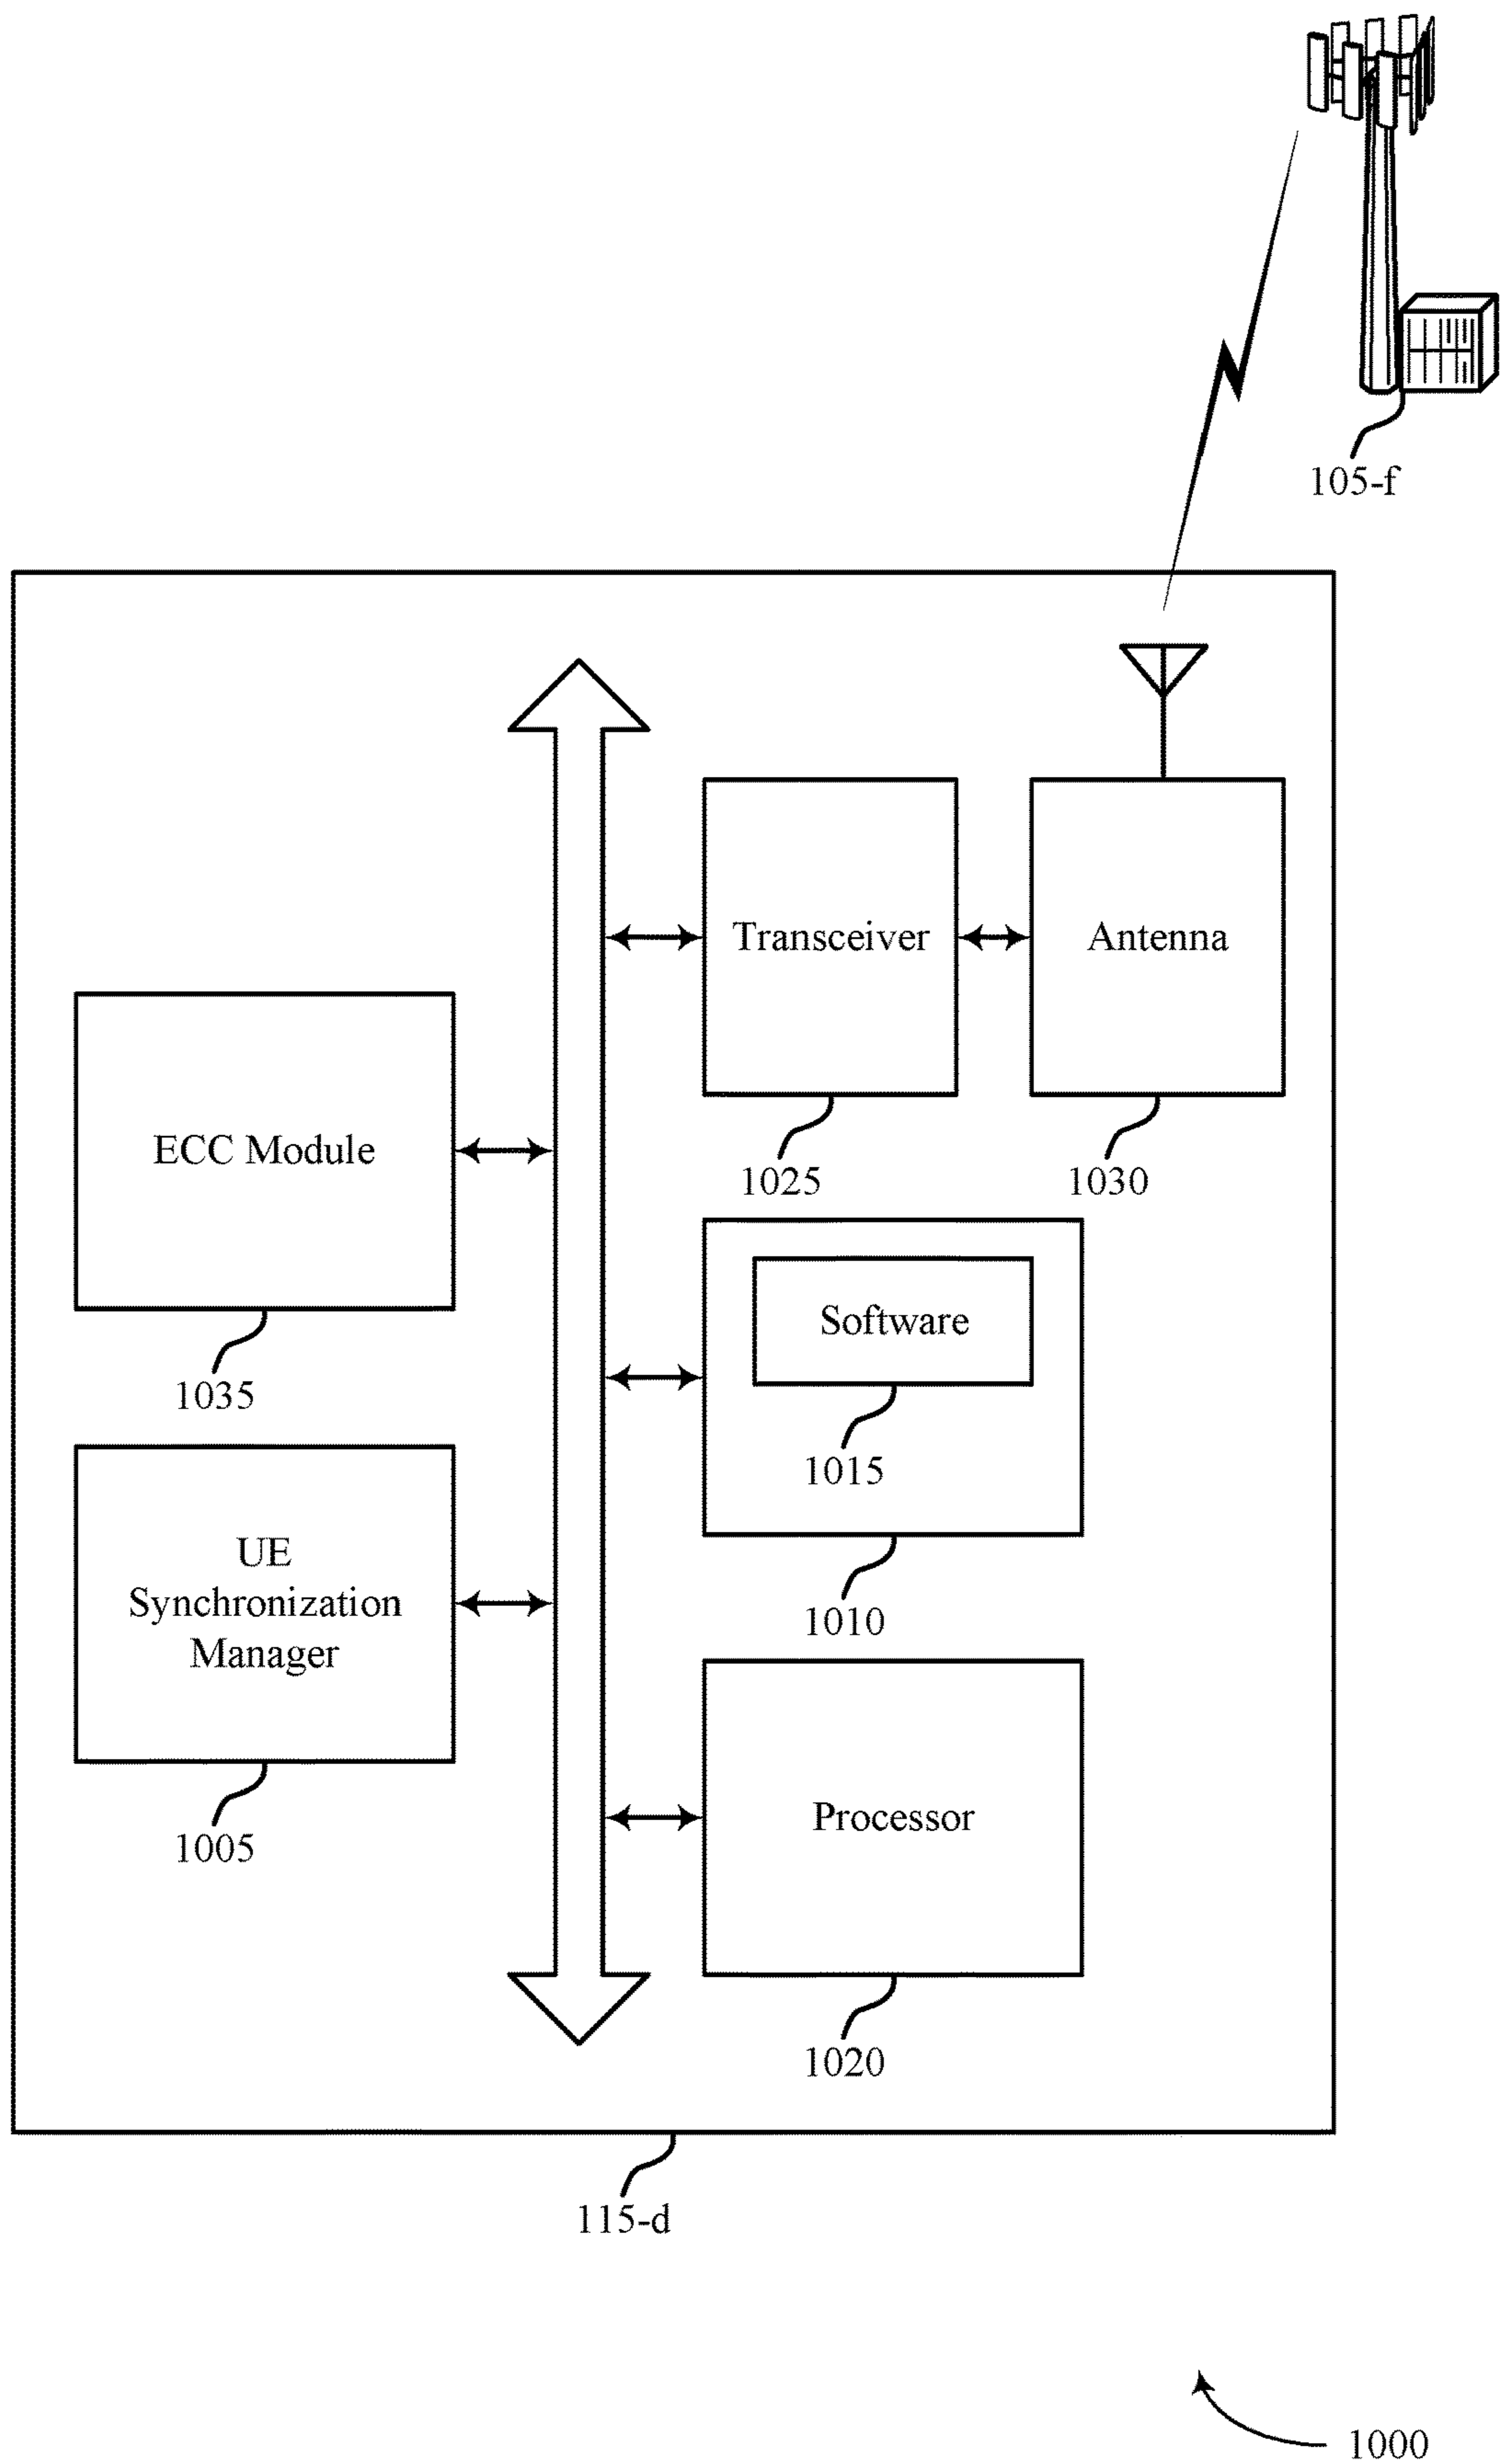 105-f
Transceiver
Antenna
1025
1030
ECC Module
1035
Software
1015
1010
UE
Synchronization
Manager
1005
Processor
1020
115-d
1000